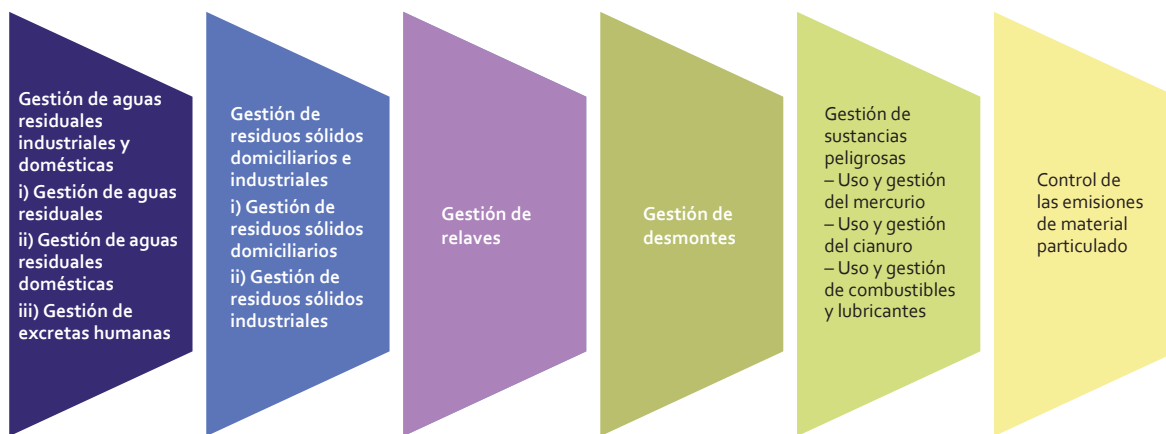 Gestión de aguas
residuales
industriales y
domésticas
i) Gestión de aguas
residuales
ii) Gestión de aguas
residuales
domésticas
iii) Gestión de
excretas humanas
Gestión de
residuos sólidos
domiciliarios e
industriales
i) Gestión de
residuos sólidos
domiciliarios
ii) Gestión de
residuos sólidos
industriales
Gestión de
relaves
Gestión de
desmontes
Gestión de
sustancias
peligrosas
– Uso y gestión
del mercurio
– Uso y gestión
del cianuro
– Uso y gestión
de combustibles
y lubricantes
Control de
las emisiones
de material
particulado